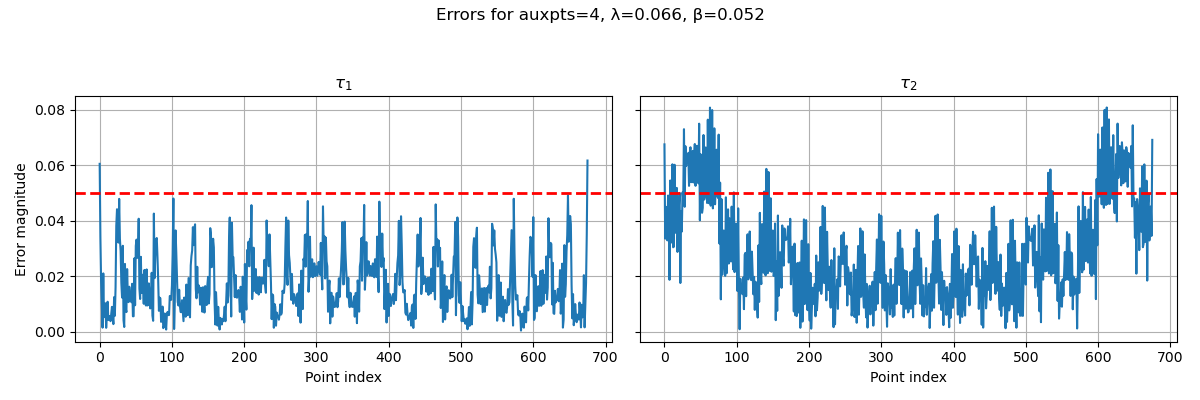 Errors for auxpts=4, λ=0.066, β=0.052
τ1
τ2
Error magnitude
0.08
0.06
0.04
0.02
0.00
0 100 200 300 400 500 600 700
0 100 200 300 400 500 600 700
Point index
Point index